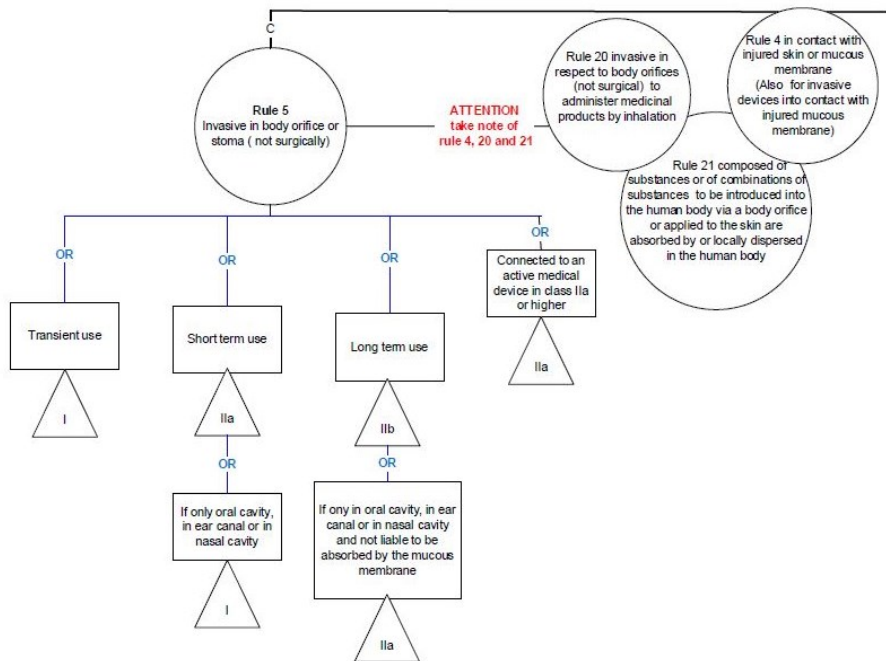 C
Rule 5
Invasive in body orifice or
stoma ( not surgically)
ATTENTION
take note of
rule 4, 20 and 21
Rule 20 invasive in
respect to body orifices
(not surgical) to
administer medicinal
products by inhalation
Rule 4 in contact with
injured skin or mucous
membrane
(Also for invasive
devices into contact with
injured mucous
membrane)
Rule 21 composed of
substances or of combinations of
substances to be introduced into
the human body via a body orifice
or applied to the skin are
absorbed by or locally dispersed
in the human body
OR
OR
OR
OR
Transient use
Short term use
Long term use
Connected to an
active medical
device in class IIa
or higher
I
IIa
IIb
IIa
OR
OR
If only oral cavity,
in ear canal or in
nasal cavity
If ony in oral cavity, in ear
canal or in nasal cavity
and not liable to be
absorbed by the mucous
membrane
I
IIa